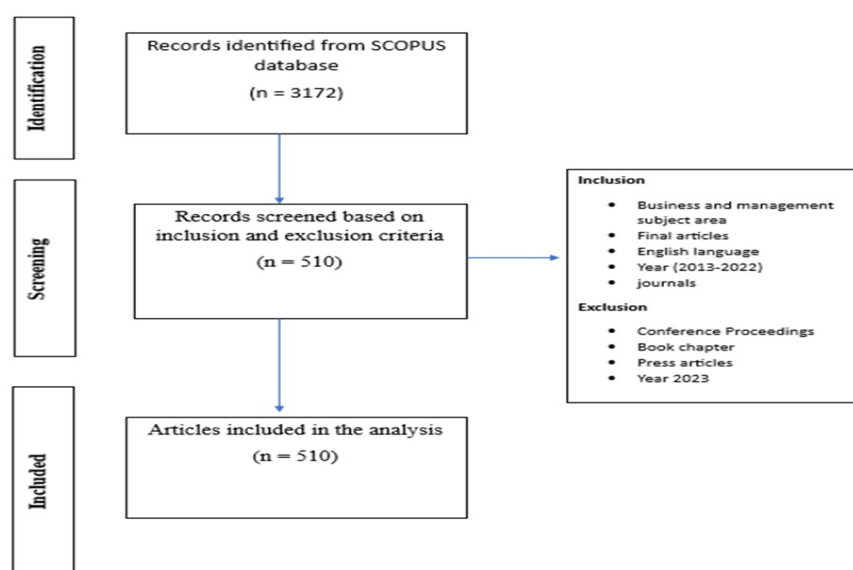 Identification
Records identified from SCOPUS
database
(n = 3172)
Screening
Records screened based on
inclusion and exclusion criteria
(n = 510)
Inclusion
• Business and management
subject area
• Final articles
• English language
• Year (2013-2022)
• journals
Exclusion
• Conference Proceedings
• Book chapter
• Press articles
• Year 2023
Included
Articles included in the analysis
(n = 510)